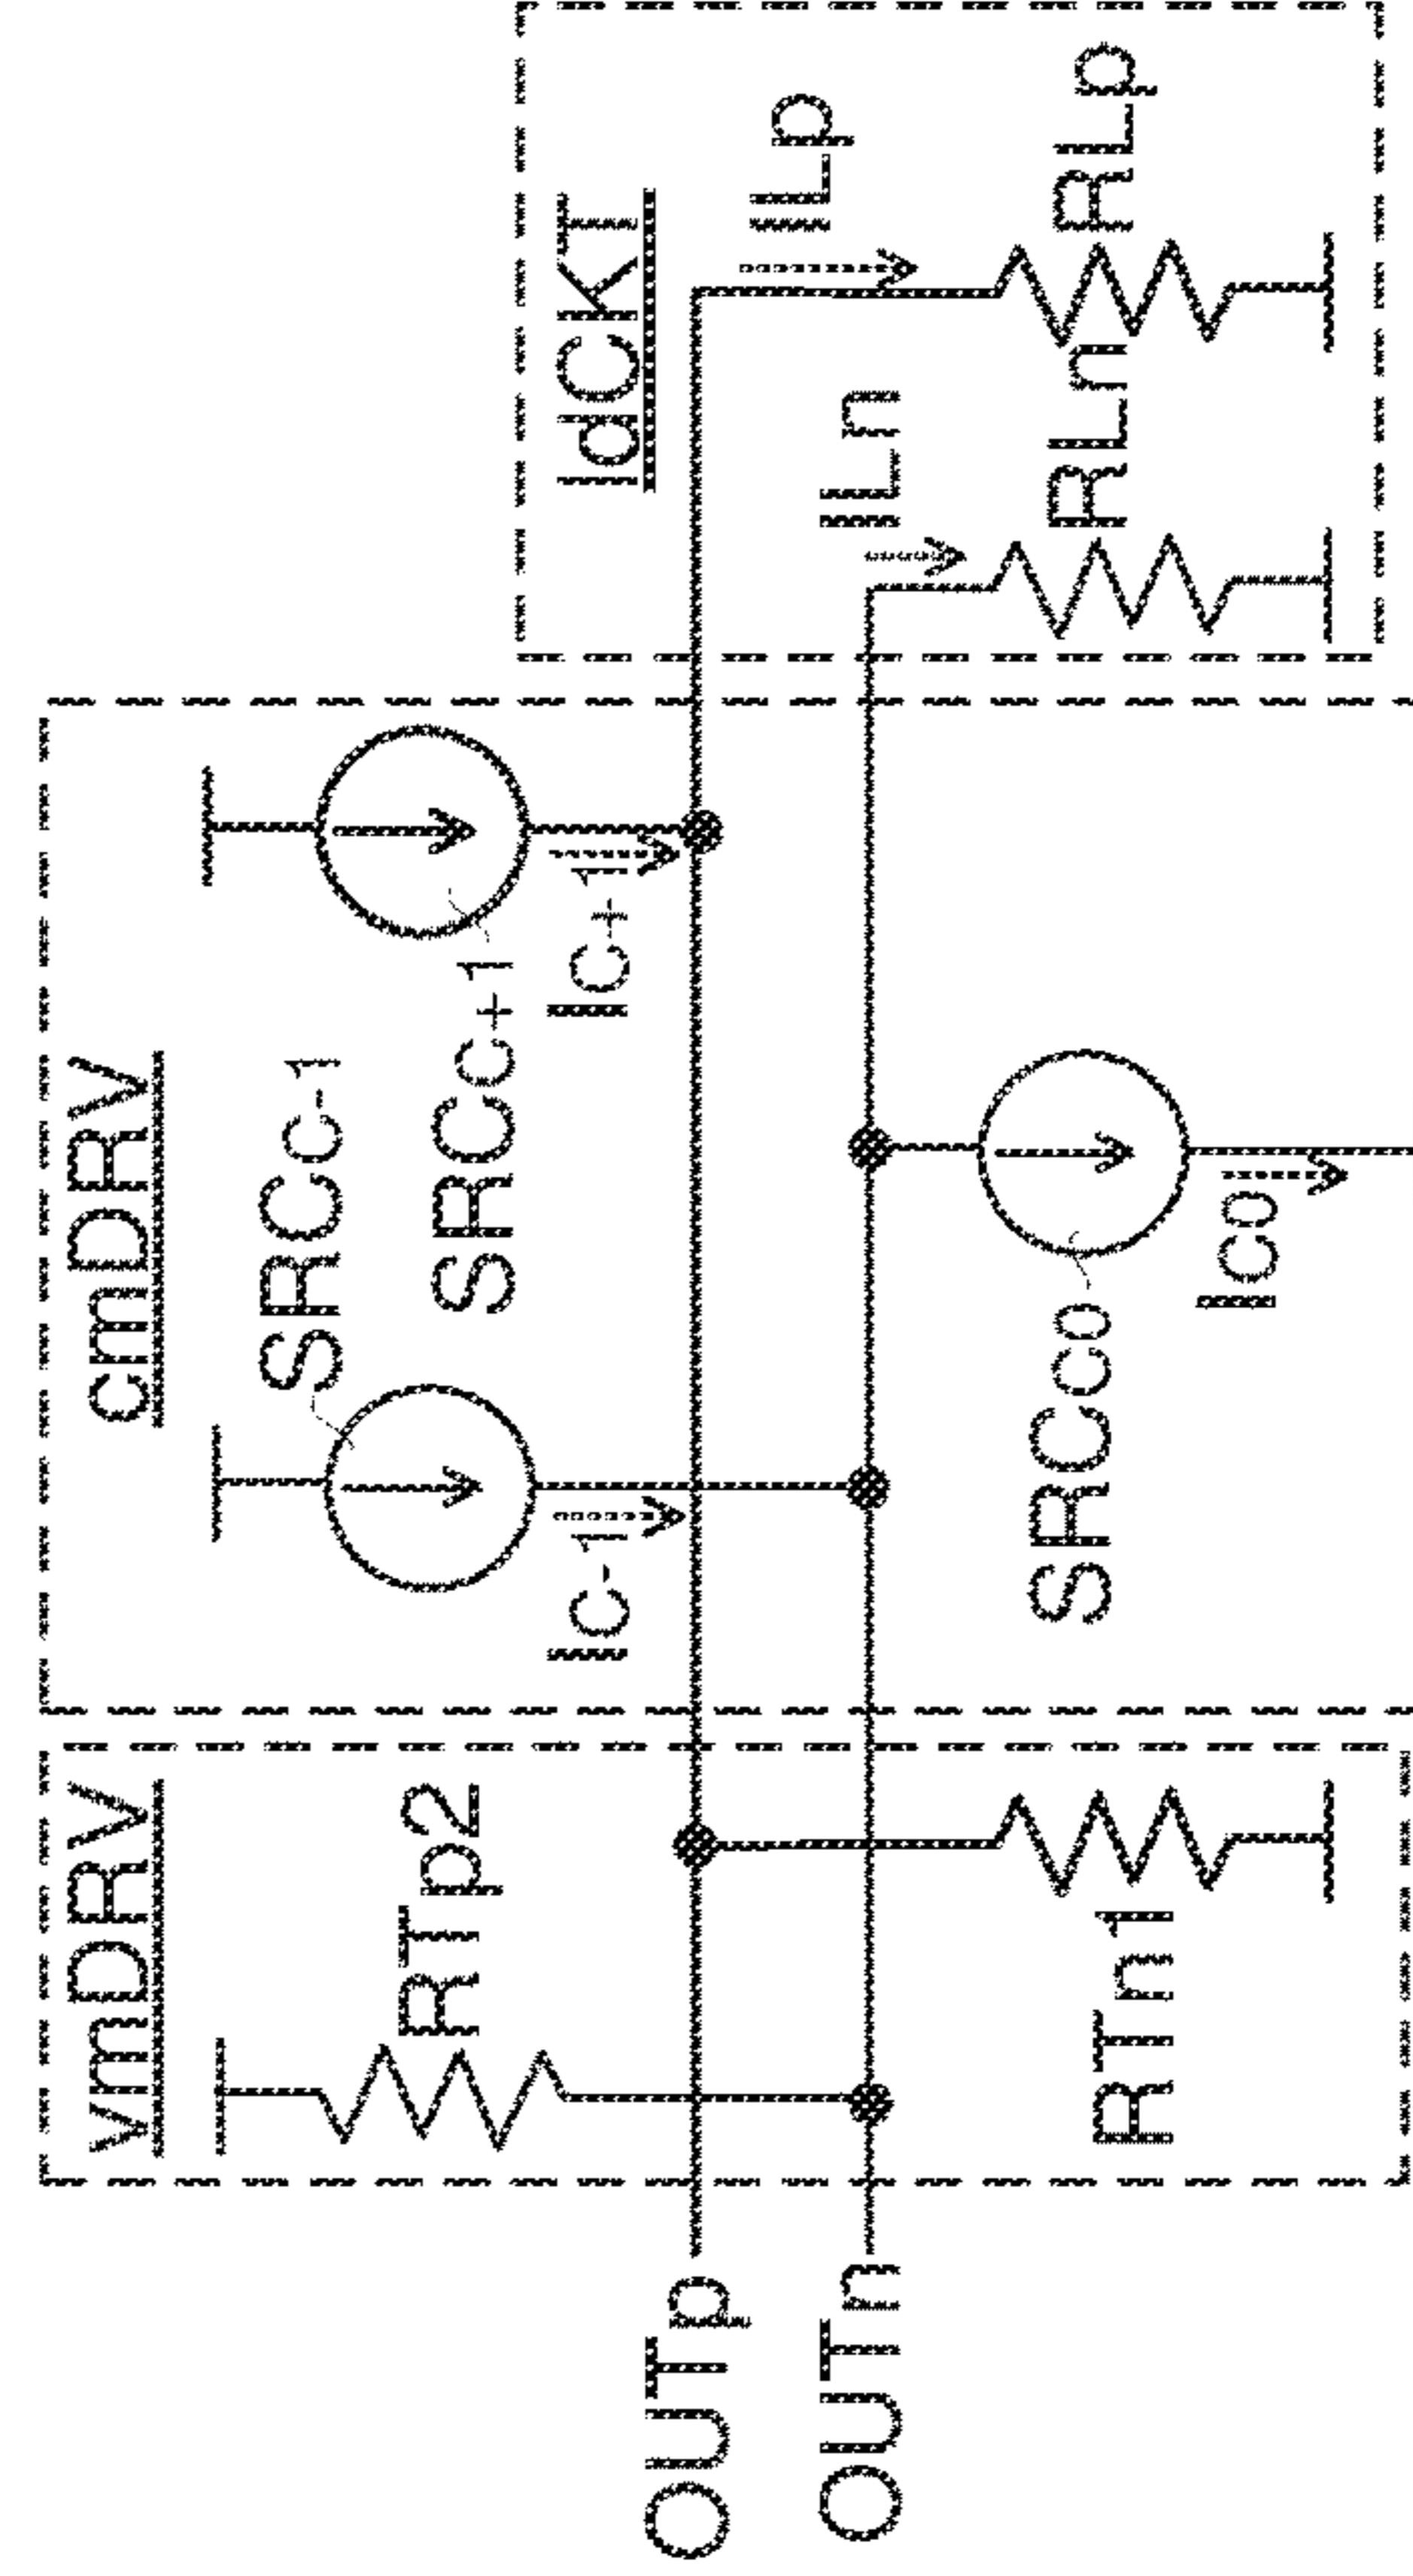 vmDRV
RTp2
RTn1
OUTp
OUTn
cmDRV
SRCc-1
SRCc+1
Ic-1
Ic+1
SRCc0
Ic0
ldCKT
ILp
ILn
RLn
RLp